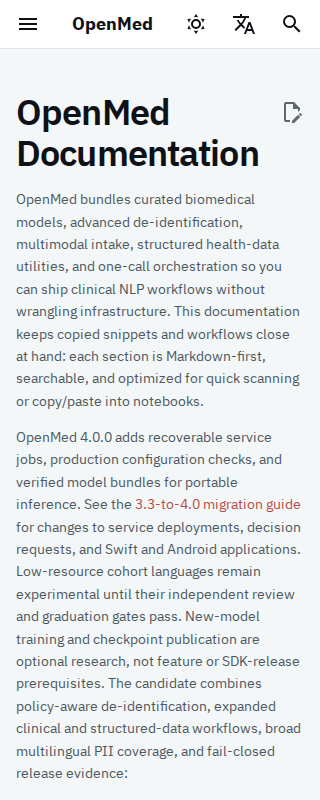 OpenMed
OpenMed
Documentation
OpenMed bundles curated biomedical
models, advanced de-identification,
multimodal intake, structured health-data
utilities, and one-call orchestration so you
can ship clinical NLP workflows without
wrangling infrastructure. This documentation
keeps copied snippets and workflows close
at hand: each section is Markdown-first,
searchable, and optimized for quick scanning
or copy/paste into notebooks.
OpenMed 4.0.0 adds recoverable service
jobs, production configuration checks, and
verified model bundles for portable
inference. See the 3.3-to-4.0 migration guide
for changes to service deployments, decision
requests, and Swift and Android applications.
Low-resource cohort languages remain
experimental until their independent review
and graduation gates pass. New-model
training and checkpoint publication are
optional research, not feature or SDK-release
prerequisites. The candidate combines
policy-aware de-identification, expanded
clinical and structured-data workflows, broad
multilingual PII coverage, and fail-closed
release evidence: